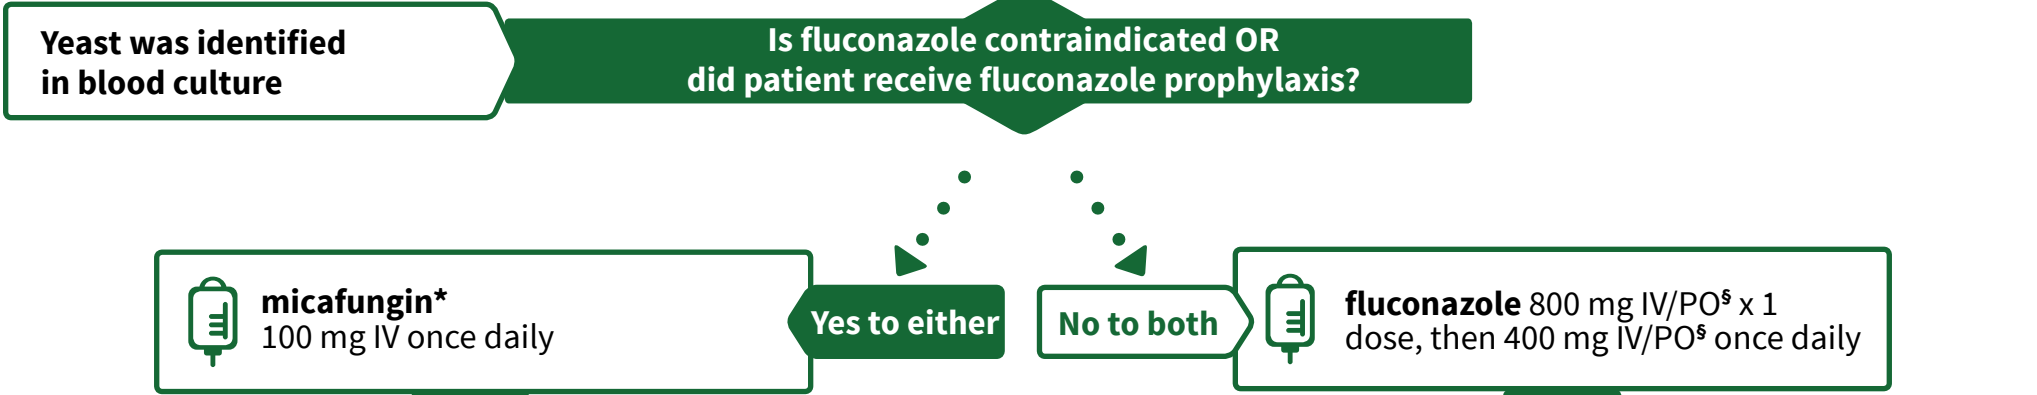 Yeast was identified
in blood culture
Is fluconazole contraindicated OR
did patient receive fluconazole prophylaxis?
micafungin*
100 mg IV once daily
Yes to either
No to both
fluconazole 800 mg IV/PO§ x 1
dose, then 400 mg IV/PO§ once daily